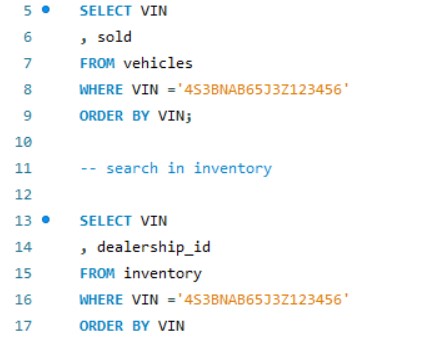 5 SELECT VIN
6 , sold
7 FROM vehicles
8 WHERE VIN ='4S3BNAB65J3Z123456'
9 ORDER BY VIN;
10
11 -- search in inventory
12
13 SELECT VIN
14 , dealership_id
15 FROM inventory
16 WHERE VIN ='4S3BNAB65J3Z123456'
17 ORDER BY VIN